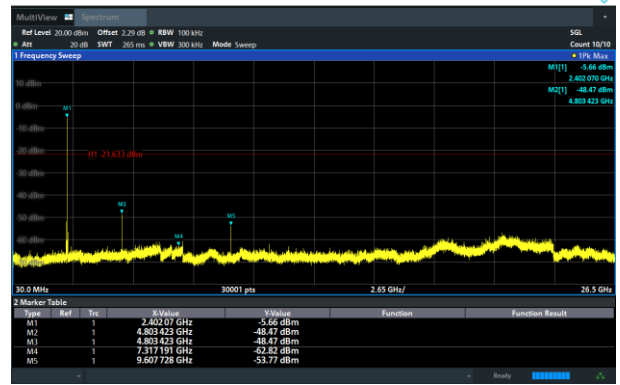 MultiView Spectrum
Ref Level 20.00 dBm Offset 2.29 dB RBW 100 kHz SGL
Att 20 dB SWT 265 ms VBW 300 kHz Mode Sweep Count 10/10
1 Frequency Sweep 1Pk Max
M1[1] -5.66 dBm
2.402 070 GHz
10 dBm
M2[1] -48.47 dBm
4.803 423 GHz
0 dBm
M1
-10 dBm
-20 dBm
H1 -21.633 dBm
-30 dBm
-40 dBm
M3
-50 dBm
M5
M4
-60 dBm
30.0 MHz 30001 pts 2.65 GHz/ 26.5 GHz
2 Marker Table
Type Ref Trc X-Value Y-Value Function Function Result
M1 1 2.402 07 GHz -5.66 dBm
M2 1 4.803 423 GHz -48.47 dBm
M3 1 4.803 423 GHz -48.47 dBm
M4 1 7.317 191 GHz -62.82 dBm
M5 1 9.607 728 GHz -53.77 dBm
Ready